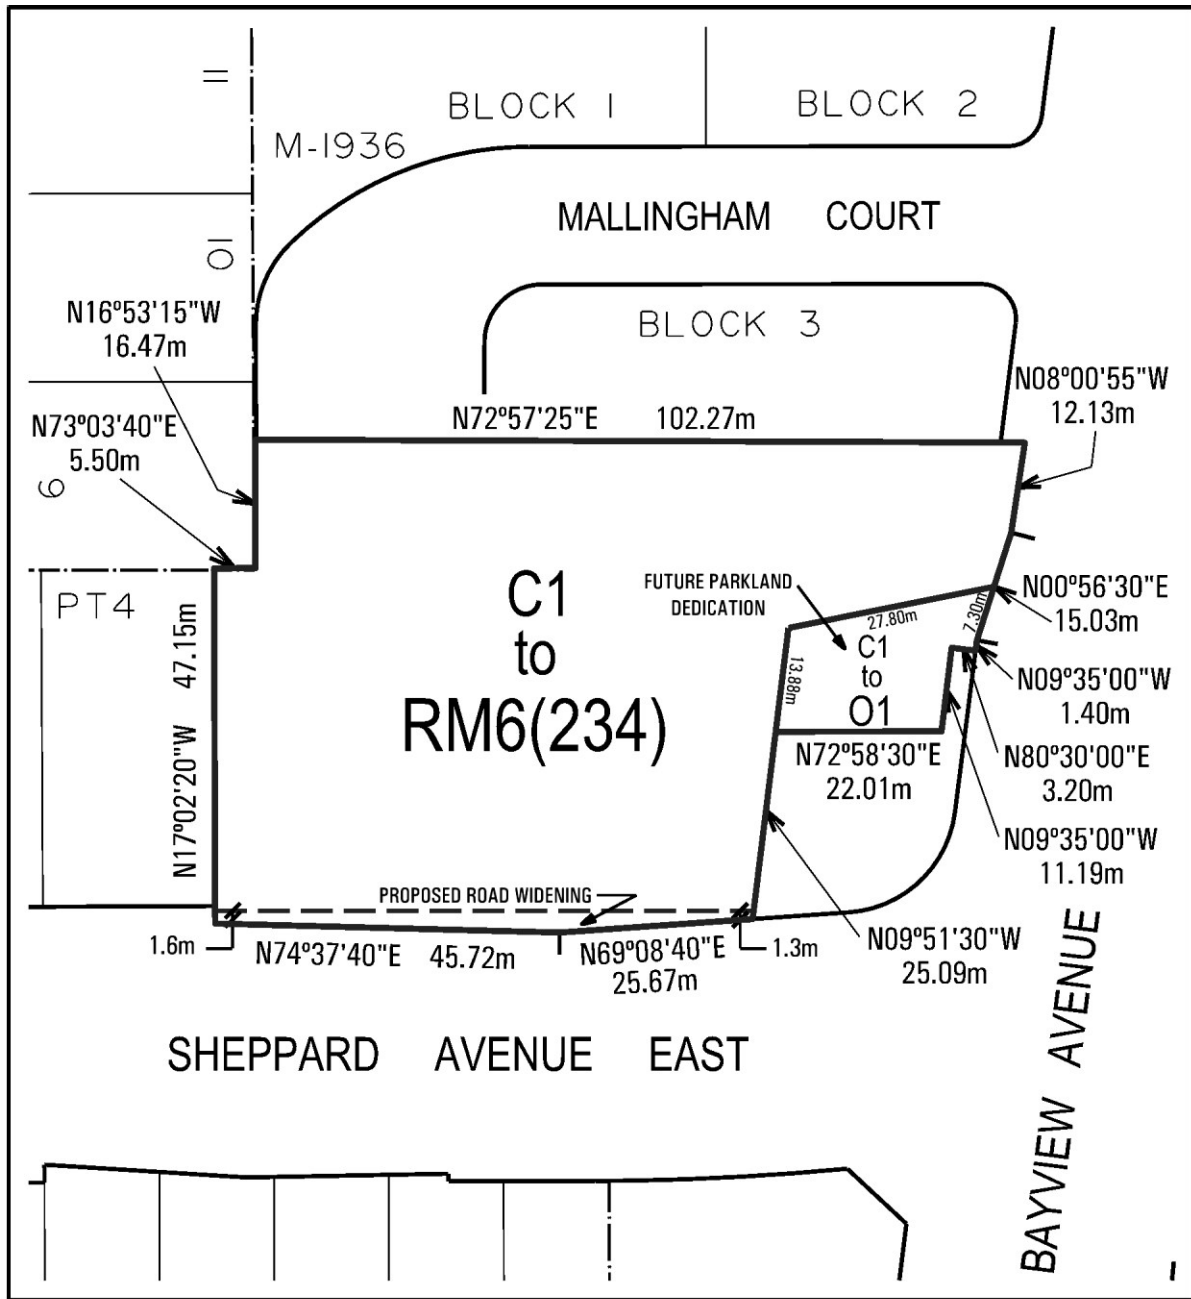 11
BLOCK 1
BLOCK 2
M-1936
MALLINGHAM COURT
10
N16°53'15"W
16.47m
BLOCK 3
N08°00'55"W
12.13m
N73°03'40"E
5.50m
N72°57'25"E 102.27m
9
PT4
C1
to
RM6(234)
FUTURE PARKLAND
DEDICATION
27.80m
7.30m
N00°56'30"E
15.03m
13.88m
C1
to
O1
N09°35'00"W
1.40m
N17°02'20"W 47.15m
N72°58'30"E
22.01m
N80°30'00"E
3.20m
N09°35'00"W
11.19m
PROPOSED ROAD WIDENING
1.6m
N74°37'40"E 45.72m
N69°08'40"E
25.67m
1.3m
N09°51'30"W
25.09m
SHEPPARD AVENUE EAST
BAYVIEW AVENUE